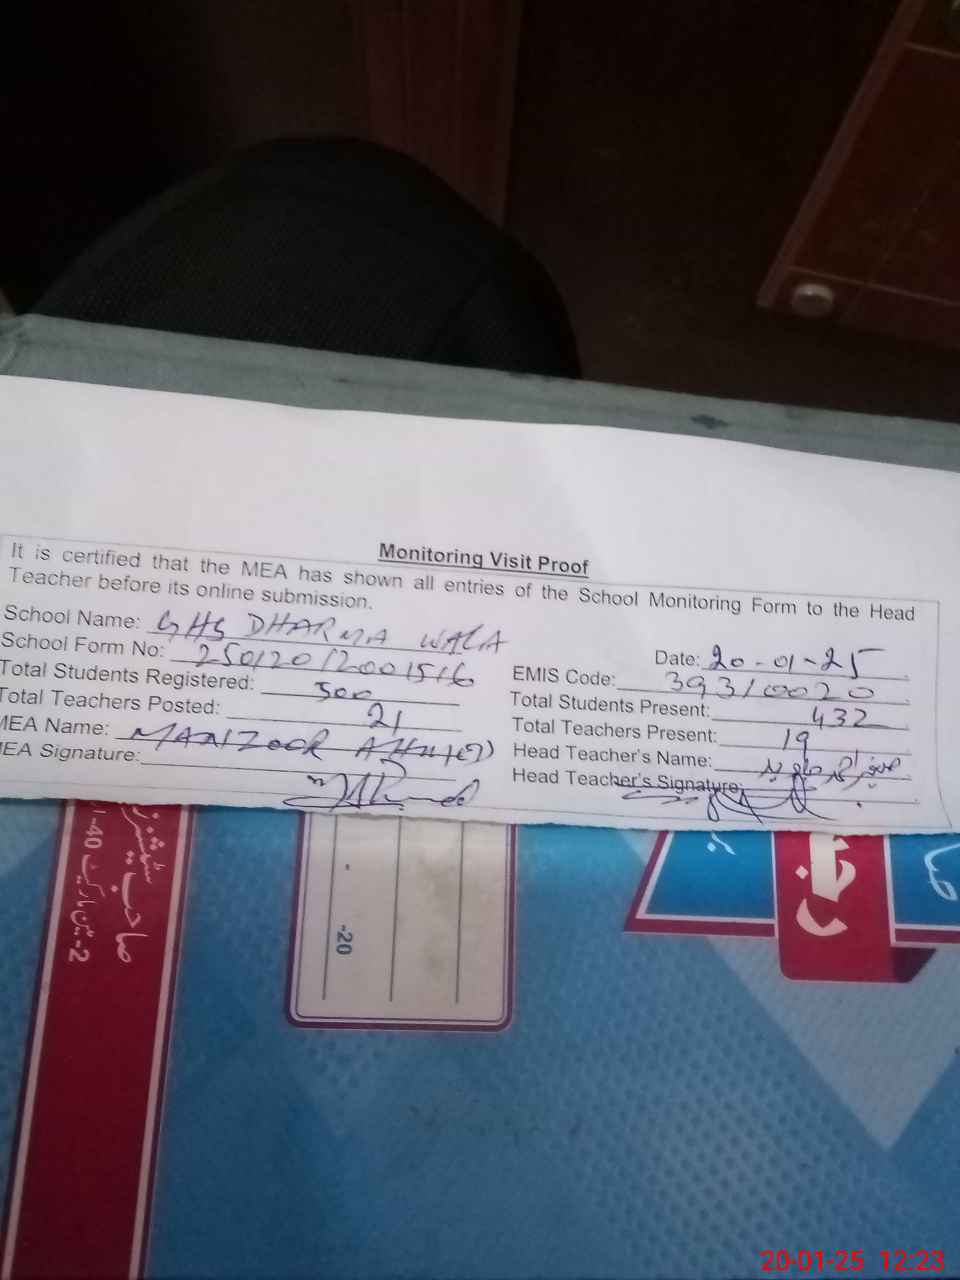 Monitoring Visit Proof
It is certified that the MEA has shown all entries of the School Monitoring Form to the Head
Teacher before its online submission.
School Name: GHS DHARMA WALA
Date: 20-01-25
School Form No:
EMIS Code: 39310020
Total Students Registered: 500
Total Students Present: 432
Total Teachers Posted: 21
Total Teachers Present: 19
MEA Name: MANZOOR AHMED
Head Teacher's Name:
MEA Signature:
Head Teacher's Signature:
صاحب
-20
رجسٹر
20-01-25 12:23